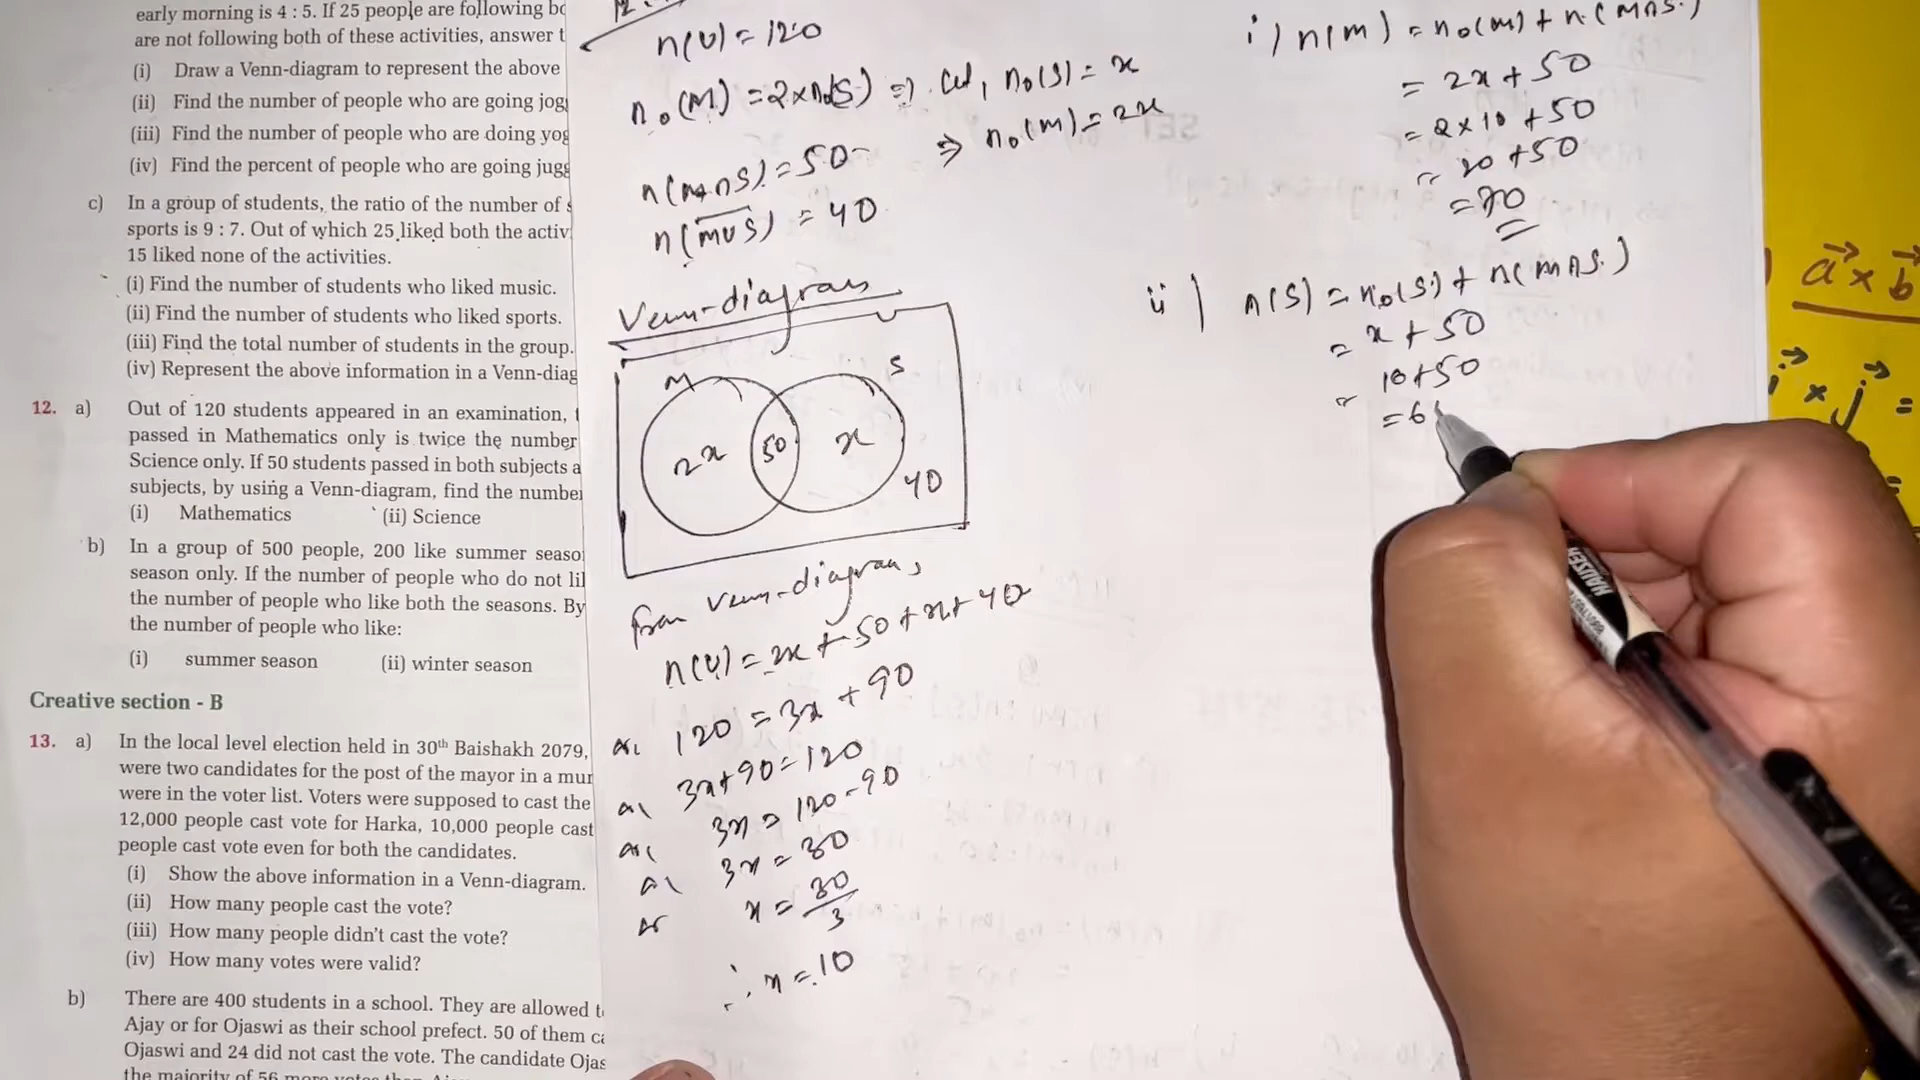 early morning is 4 : 5. If 25 people are following bo
are not following both of these activities, answer t
(i) Draw a Venn-diagram to represent the above
(ii) Find the number of people who are going jog
(iii) Find the number of people who are doing yog
(iv) Find the percent of people who are going jugg
c) In a group of students, the ratio of the number of s
sports is 9 : 7. Out of which 25 liked both the activ
15 liked none of the activities.
(i) Find the number of students who liked music.
(ii) Find the number of students who liked sports.
(iii) Find the total number of students in the group.
(iv) Represent the above information in a Venn-diag
12. a) Out of 120 students appeared in an examination, t
passed in Mathematics only is twice the number
Science only. If 50 students passed in both subjects a
subjects, by using a Venn-diagram, find the number
(i) Mathematics (ii) Science
b) In a group of 500 people, 200 like summer seaso
season only. If the number of people who do not li
the number of people who like both the seasons. By
the number of people who like:
(i) summer season (ii) winter season
Creative section - B
13. a) In the local level election held in 30th Baishakh 2079,
were two candidates for the post of the mayor in a mun
were in the voter list. Voters were supposed to cast the
12,000 people cast vote for Harka, 10,000 people cast
people cast vote even for both the candidates.
(i) Show the above information in a Venn-diagram.
(ii) How many people cast the vote?
(iii) How many people didn't cast the vote?
(iv) How many votes were valid?
b) There are 400 students in a school. They are allowed t
Ajay or for Ojaswi as their school prefect. 50 of them ca
Ojaswi and 24 did not cast the vote. The candidate Ojas
the majority of 56 more votes than Aj
n(U) = 120
n₀(M) = 2×n₀(S) ⇒ Let, n₀(S) = x
⇒ n₀(M) = 2x
n(M∩S) = 50
n(M̅∪̅S̅) = 40
Venn-diagram
M S
2x 50 x
40
from venn-diagram,
n(U) = 2x + 50 + x + 40
or, 120 = 3x + 90
or, 3x + 90 = 120
or, 3x = 120 - 90
or, 3x = 30
or x = 30/3
∴ x = 10
i) n(M) = n₀(M) + n(M∩S)
= 2x + 50
= 2×10 + 50
= 20 + 50
= 70
ii) n(S) = n₀(S) + n(M∩S)
= x + 50
= 10 + 50
= 6
a⃗ × b⃗
i⃗ × j⃗ =
HAUSER